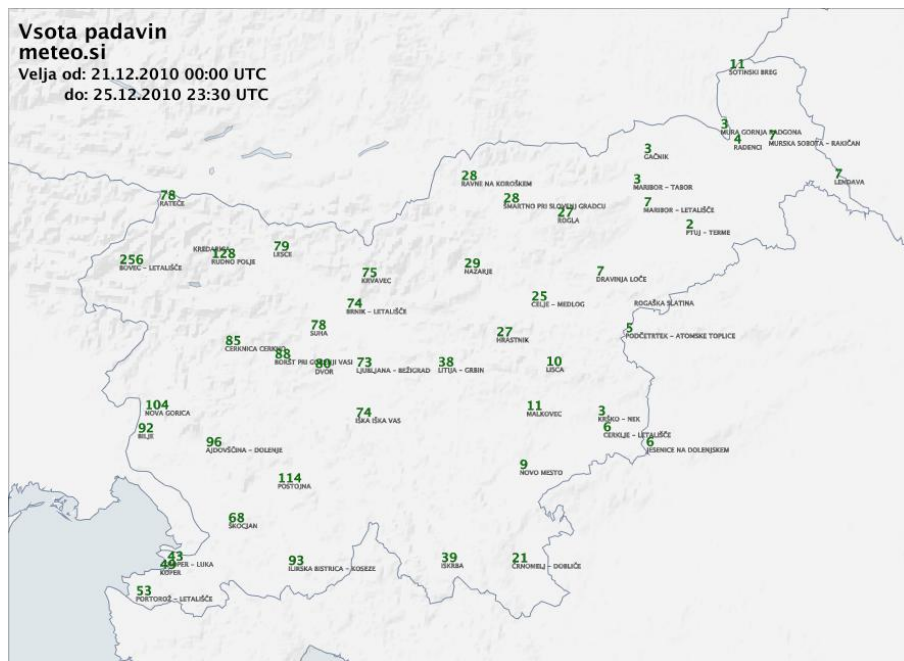 Vsota padavin
meteo.si
Velja od: 21.12.2010 00:00 UTC
do: 25.12.2010 23:30 UTC
11
SOTINSKI BREG
3
MURA GORNJA RADGONA
4
RADENCI
7
MURSKA SOBOTA - RAKIČAN
3
GAČNIK
7
LENDAVA
28
RAVNE NA KOROŠKEM
3
MARIBOR - TABOR
78
RATEČE
28
ŠMARTNO PRI SLOVENJ GRADCU
27
ROGLA
7
MARIBOR - LETALIŠČE
2
PTUJ - TERME
KREDARICA
256
BOVEC - LETALIŠČE
128
RUDNO POLJE
79
LESCE
75
KRVAVEC
29
NAZARJE
7
DRAVINJA LOČE
74
BRNIK - LETALIŠČE
25
CELJE - MEDLOG
ROGAŠKA SLATINA
78
SUHA
27
HRASTNIK
5
PODČETRTEK - ATOMSKE TOPLICE
85
CERKNICA CERKNO
88
BORŠT PRI GORENJI VASI
80
DVOR
73
LJUBLJANA - BEŽIGRAD
38
LITIJA - GRBIN
10
LISCA
104
NOVA GORICA
74
IŠKA IŠKA VAS
11
MALKOVEC
3
KRŠKO - NEK
92
BILJE
6
CERKLJE - LETALIŠČE
96
AJDOVŠČINA - DOLENJE
6
JESENICE NA DOLENJSKEM
114
POSTOJNA
9
NOVO MESTO
68
ŠKOCJAN
43
KOPER - LUKA
49
KOPER
93
ILIRSKA BISTRICA - KOSEZE
39
ISKRBA
21
ČRNOMELJ - DOBLIČE
53
PORTOROŽ - LETALIŠČE